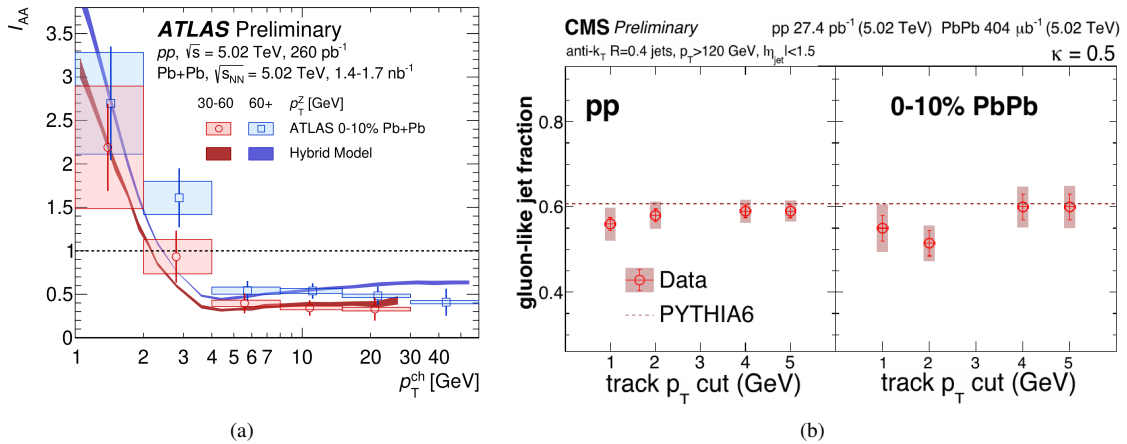 I_AA
ATLAS Preliminary
pp, √s = 5.02 TeV, 260 pb⁻¹
Pb+Pb, √s_NN = 5.02 TeV, 1.4-1.7 nb⁻¹
30-60 60+ p_T^Z [GeV]
ATLAS 0-10% Pb+Pb
Hybrid Model
3.5
3
2.5
2
1.5
1
0.5
0
1 2 3 4 5 6 7 10 20 30 40
p_T^ch [GeV]
(a)
CMS Preliminary
pp 27.4 pb⁻¹ (5.02 TeV) PbPb 404 μb⁻¹ (5.02 TeV)
anti-k_T R=0.4 jets, p_T>120 GeV, hη_jetl<1.5
κ = 0.5
gluon-like jet fraction
0.8
0.6
0.4
pp
0-10% PbPb
Data
PYTHIA6
1 2 3 4 5
1 2 3 4 5
track p_T cut (GeV)
track p_T cut (GeV)
(b)